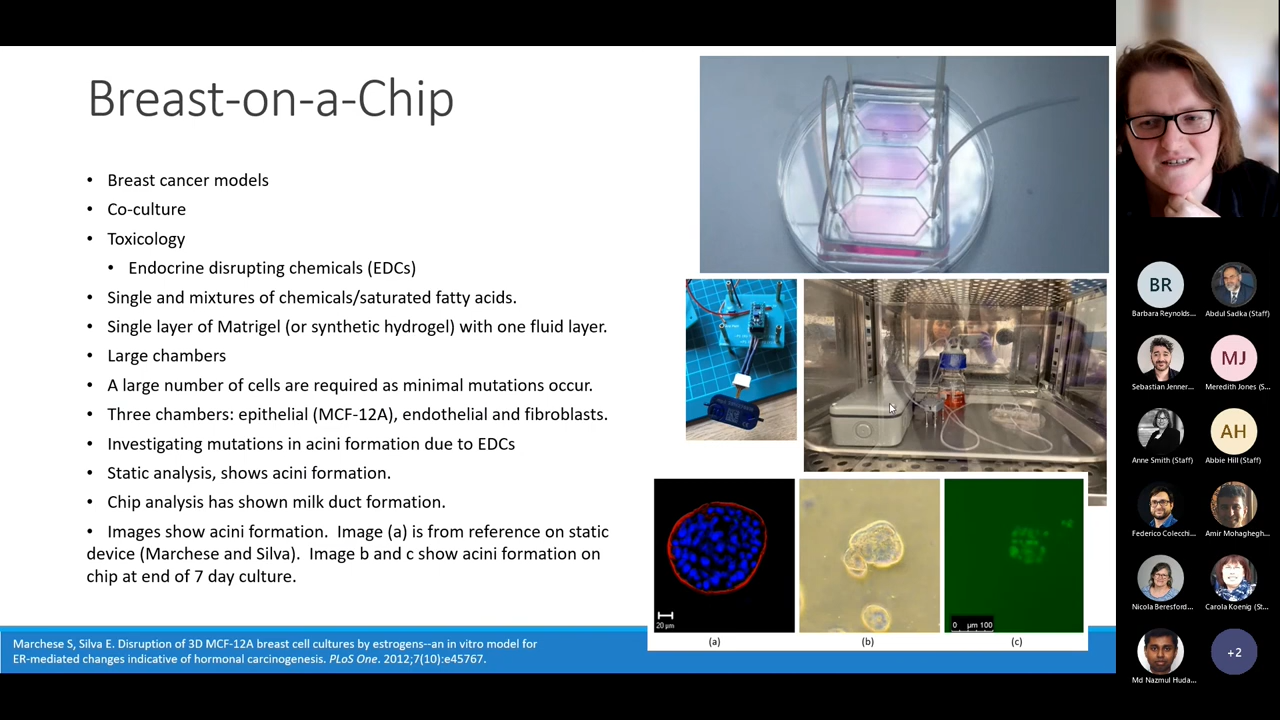 Breast-on-a-Chip
• Breast cancer models
• Co-culture
• Toxicology
• Endocrine disrupting chemicals (EDCs)
• Single and mixtures of chemicals/saturated fatty acids.
• Single layer of Matrigel (or synthetic hydrogel) with one fluid layer.
• Large chambers
• A large number of cells are required as minimal mutations occur.
• Three chambers: epithelial (MCF-12A), endothelial and fibroblasts.
• Investigating mutations in acini formation due to EDCs
• Static analysis, shows acini formation.
• Chip analysis has shown milk duct formation.
• Images show acini formation. Image (a) is from reference on static
device (Marchese and Silva). Image b and c show acini formation on
chip at end of 7 day culture.
20 µm
0 µm 100
(a)
(b)
(c)
Marchese S, Silva E. Disruption of 3D MCF-12A breast cell cultures by estrogens--an in vitro model for
ER-mediated changes indicative of hormonal carcinogenesis. PLoS One. 2012;7(10):e45767.
BR
Barbara Reynolds...
Abdul Sadka (Staff)
Sebastian Jenner...
MJ
Meredith Jones (S...
Anne Smith (Staff)
AH
Abbie Hill (Staff)
Federico Colecchi...
Amir Mohaghegh...
Nicola Beresford...
Carola Koenig (St...
Md Nazmul Huda...
+2